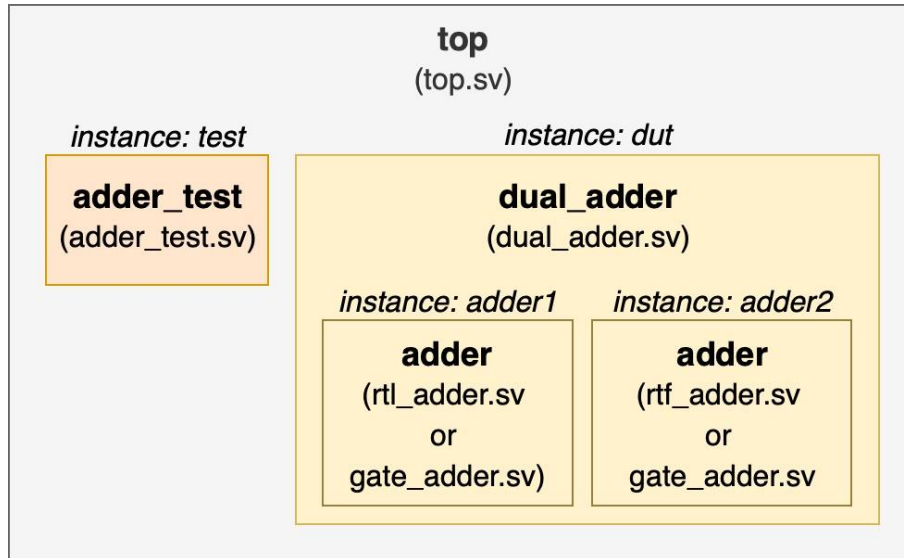 top
(top.sv)
instance: test
instance: dut
adder_test
(adder_test.sv)
dual_adder
(dual_adder.sv)
instance: adder1
instance: adder2
adder
(rtl_adder.sv
or
gate_adder.sv)
adder
(rtf_adder.sv
or
gate_adder.sv